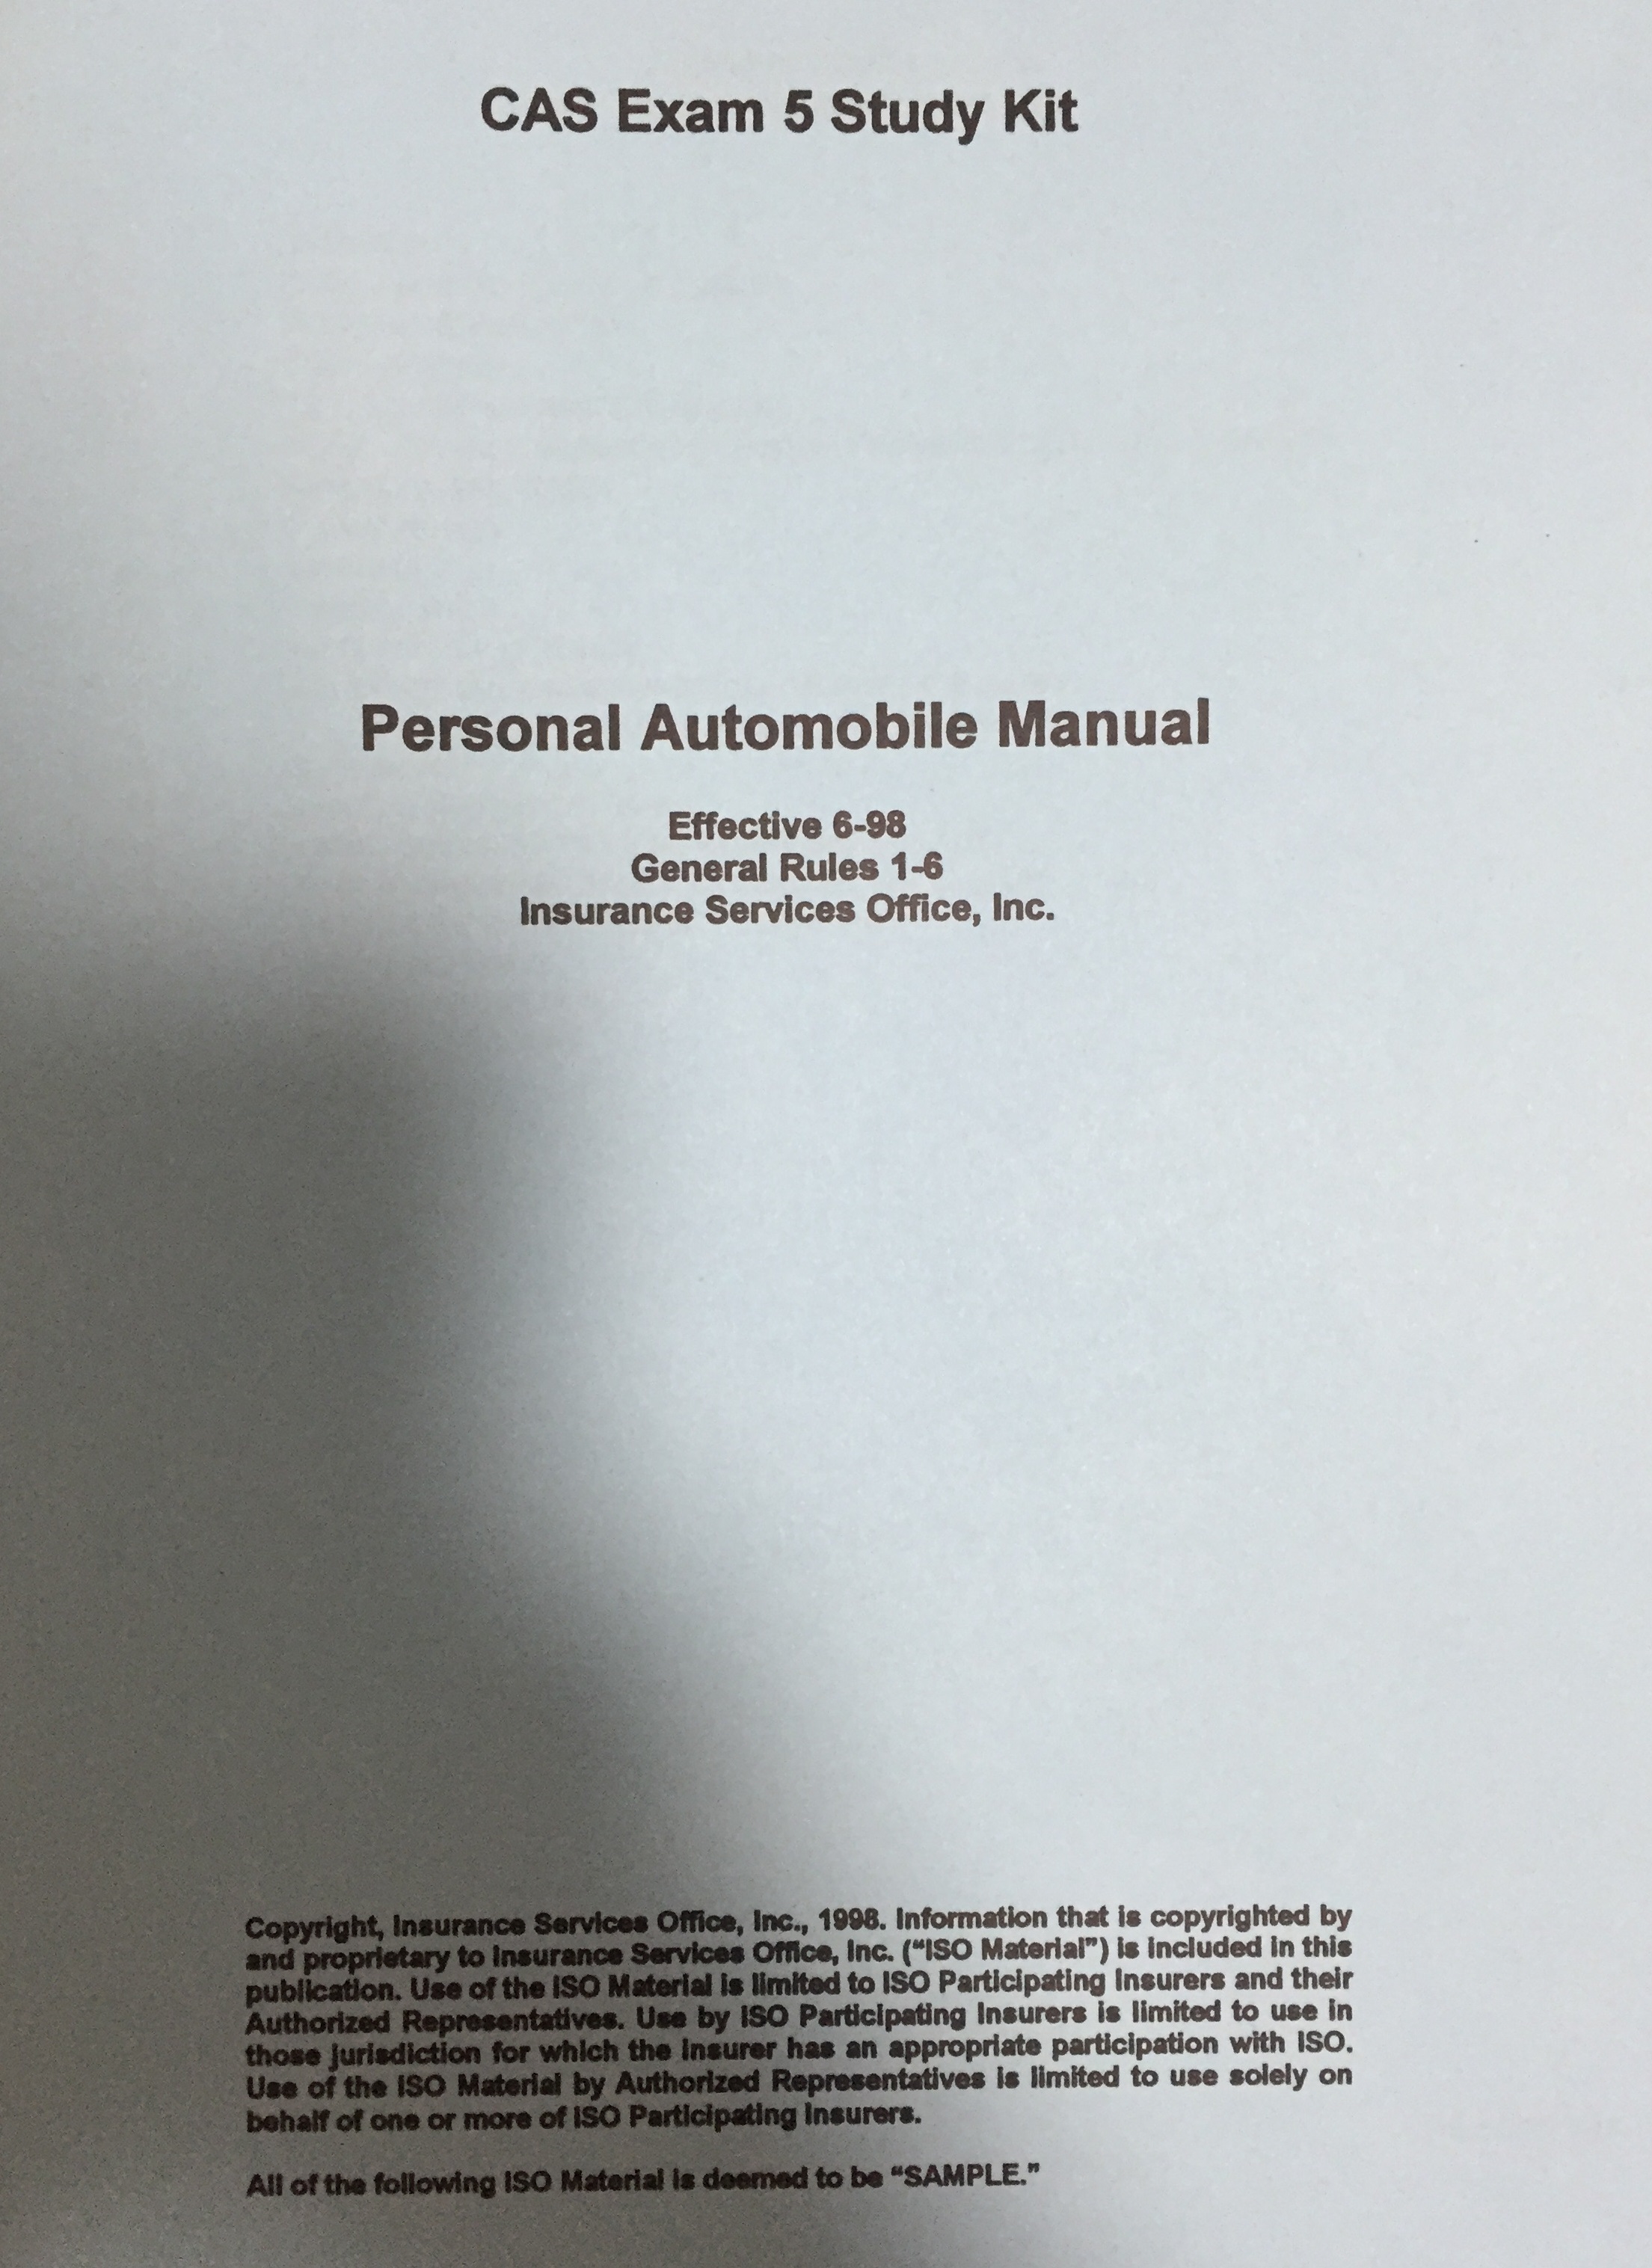 CAS Exam 5 Study Kit
Personal Automobile Manual
Effective 6-98
General Rules 1-6
Insurance Services Office, Inc.
Copyright, Insurance Services Office, Inc., 1998. Information that is copyrighted by
and proprietary to Insurance Services Office, Inc. (“ISO Material”) is included in this
publication. Use of the ISO Material is limited to ISO Participating Insurers and their
Authorized Representatives. Use by ISO Participating Insurers is limited to use in
those jurisdiction for which the insurer has an appropriate participation with ISO.
Use of the ISO Material by Authorized Representatives is limited to use solely on
behalf of one or more of ISO Participating Insurers.
All of the following ISO Material is deemed to be “SAMPLE.”